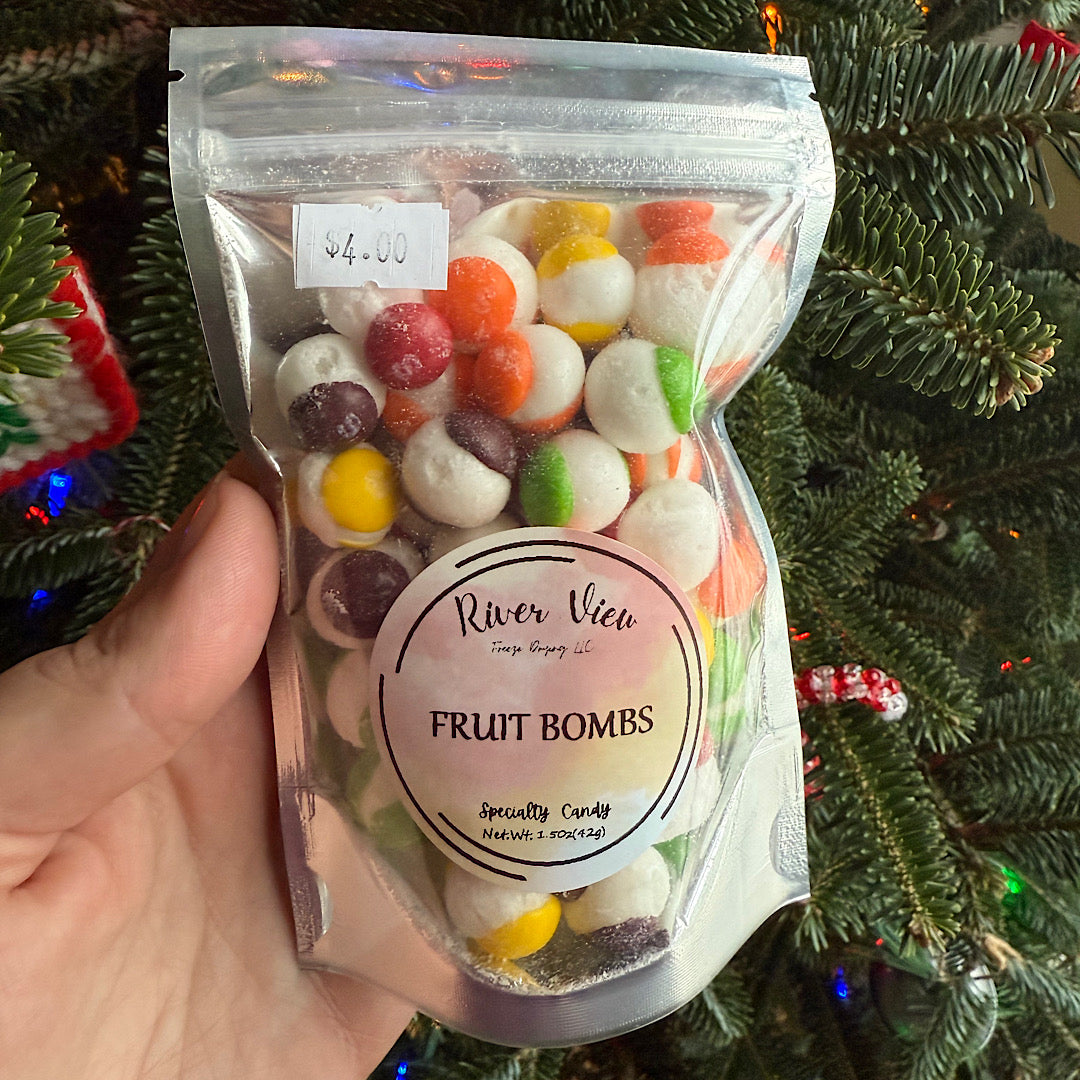 $4.00
River View
Freeze Drying LLC
FRUIT BOMBS
Specialty Candy
Net.Wt. 1.5oz(42g)